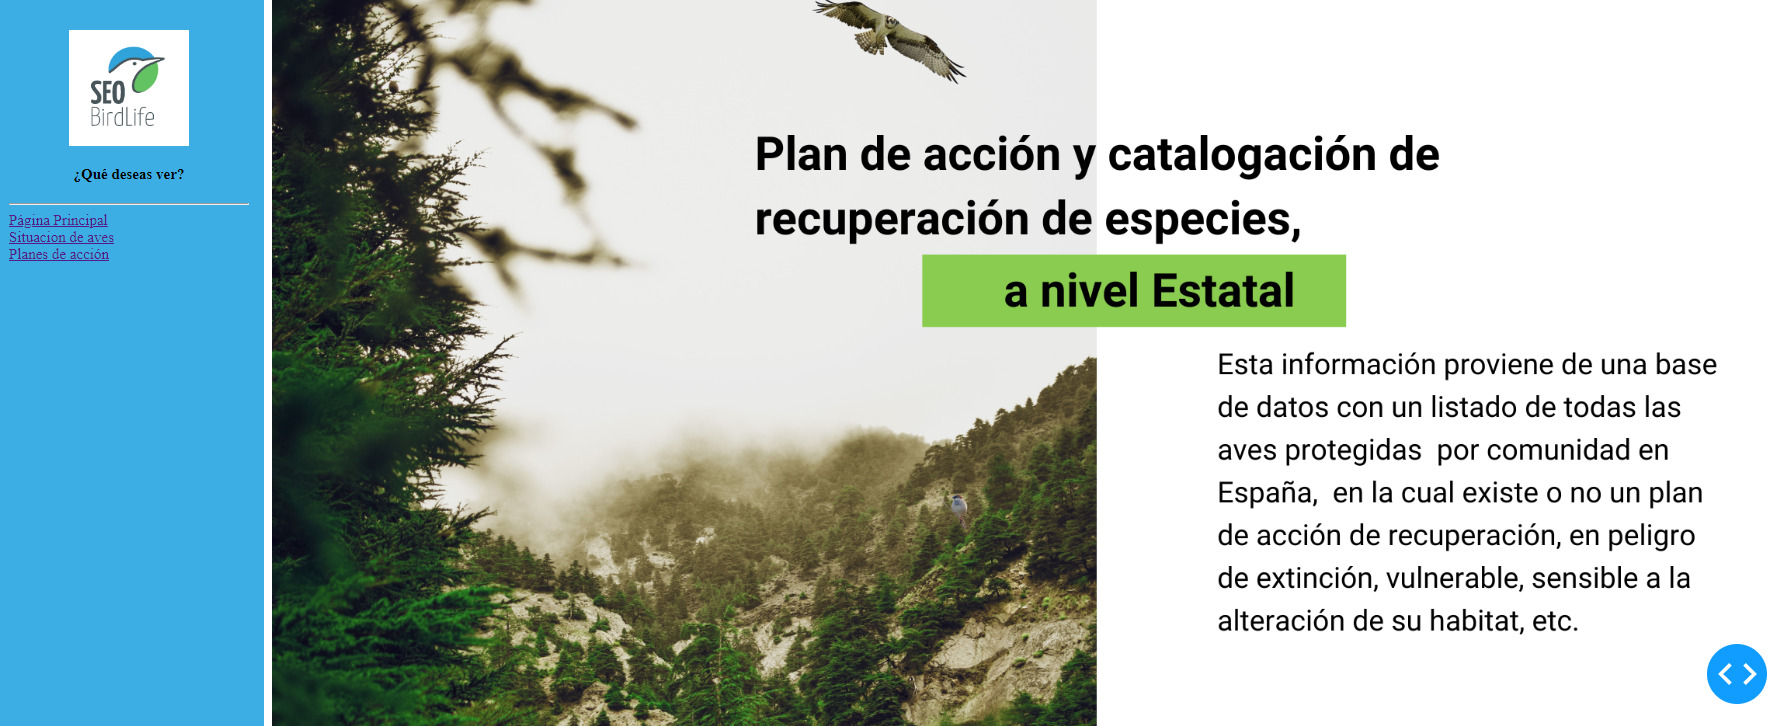 SEO
BirdLife
¿Qué deseas ver?
Página Principal
Situacion de aves
Planes de acción
Plan de acción y catalogación de
recuperación de especies,
a nivel Estatal
Esta información proviene de una base
de datos con un listado de todas las
aves protegidas  por comunidad en
España,  en la cual existe o no un plan
de acción de recuperación, en peligro
de extinción, vulnerable, sensible a la
alteración de su habitat, etc.